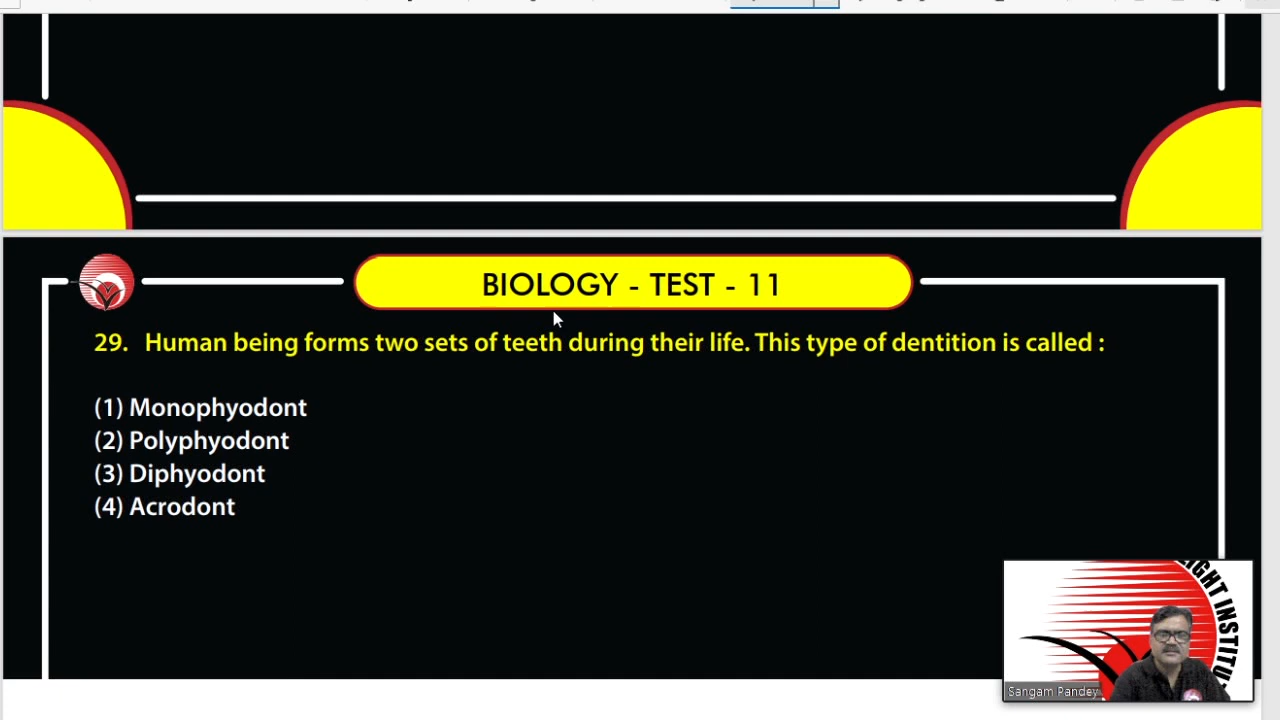 BIOLOGY - TEST - 11
29. Human being forms two sets of teeth during their life. This type of dentition is called :
(1) Monophyodont
(2) Polyphyodont
(3) Diphyodont
(4) Acrodont
Sangam Pandey